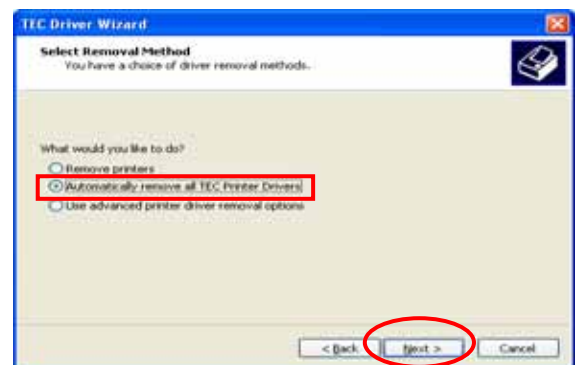 TEC Driver Wizard
Select Removal Method
You have a choice of driver removal methods.
What would you like to do?
Remove printers
Automatically remove all TEC Printer Drivers
Use advanced printer driver removal options
< Back
Next >
Cancel